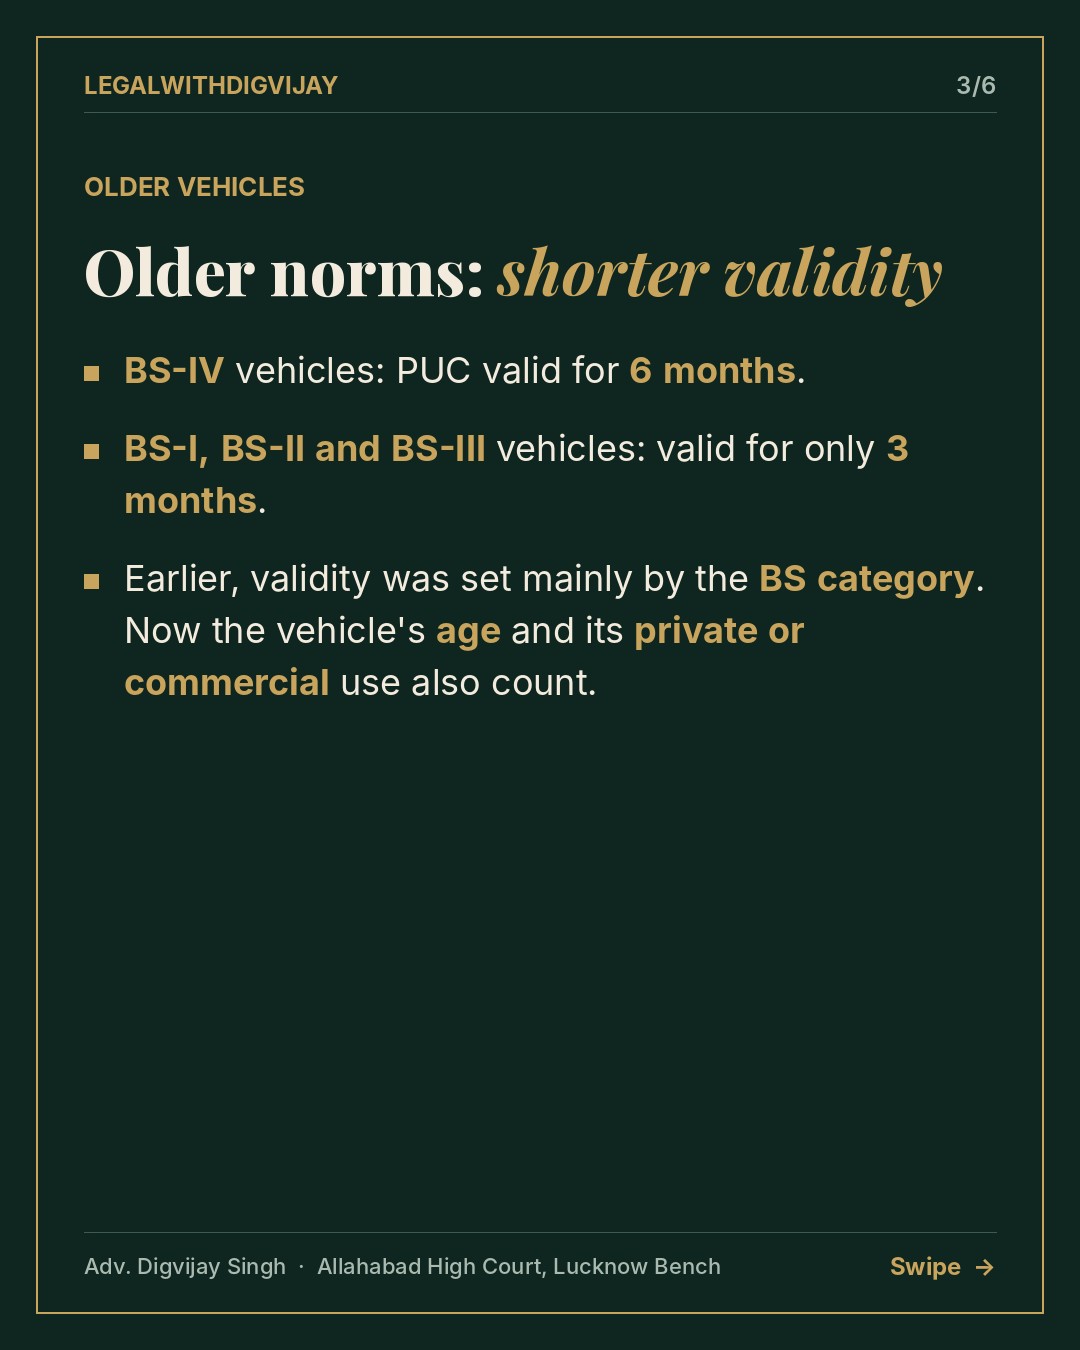 LEGALWITHDIGVIJAY
3/6
OLDER VEHICLES
Older norms: shorter validity
BS-IV vehicles: PUC valid for 6 months.
BS-I, BS-II and BS-III vehicles: valid for only 3
months.
Earlier, validity was set mainly by the BS category.
Now the vehicle's age and its private or
commercial use also count.
Adv. Digvijay Singh · Allahabad High Court, Lucknow Bench
Swipe →